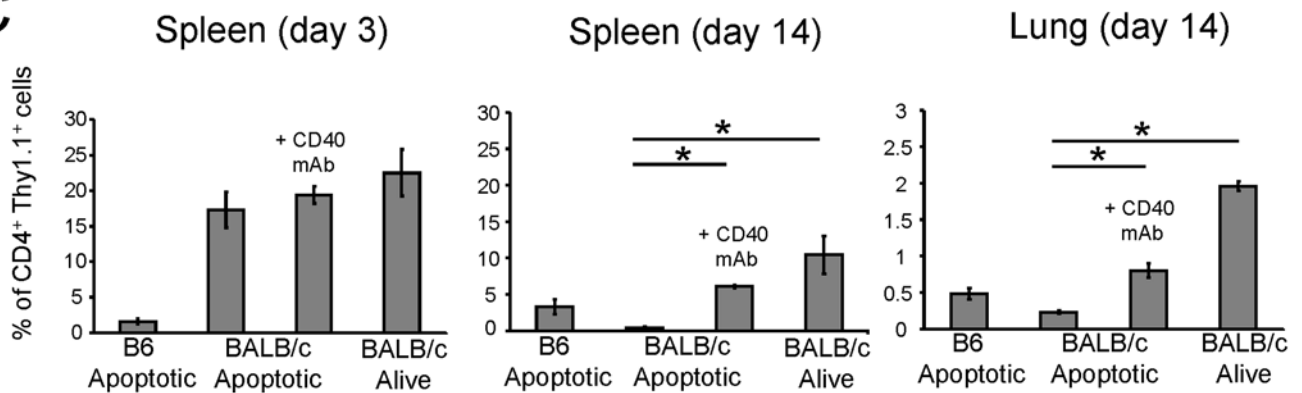 Spleen (day 3)
Spleen (day 14)
Lung (day 14)
% of CD4+ Thy1.1+ cells
30
25
20
15
10
5
0
+ CD40
mAb
B6
Apoptotic
BALB/c
Apoptotic
BALB/c
Alive
30
25
20
15
10
5
0
*
*
+ CD40
mAb
B6
Apoptotic
BALB/c
Apoptotic
BALB/c
Alive
3
2.5
2
1.5
1
0.5
0
*
*
+ CD40
mAb
B6
Apoptotic
BALB/c
Apoptotic
BALB/c
Alive